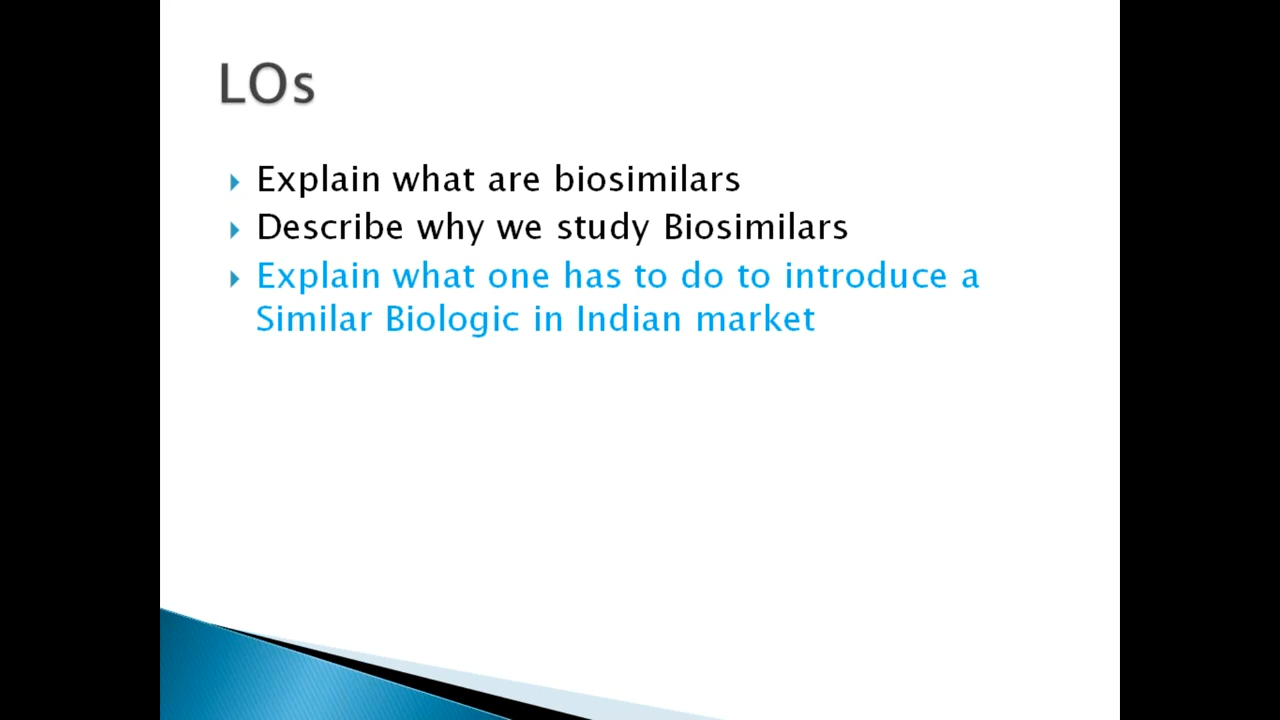 LOs
Explain what are biosimilars
Describe why we study Biosimilars
Explain what one has to do to introduce a
Similar Biologic in Indian market